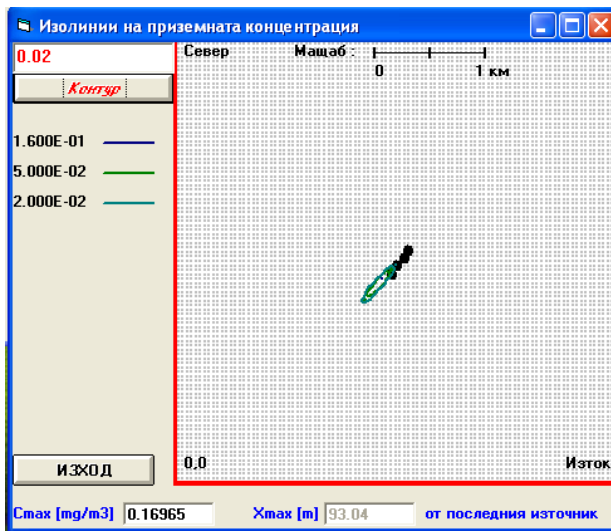 Изолинии на приземната концентрация
0.02
Контур
1.600E-01
5.000E-02
2.000E-02
Север Мащаб :
0 1 км
0,0 Изток
ИЗХОД
Cmax [mg/m3] 0.16965 Xmax [m] 93.04 от последния източник